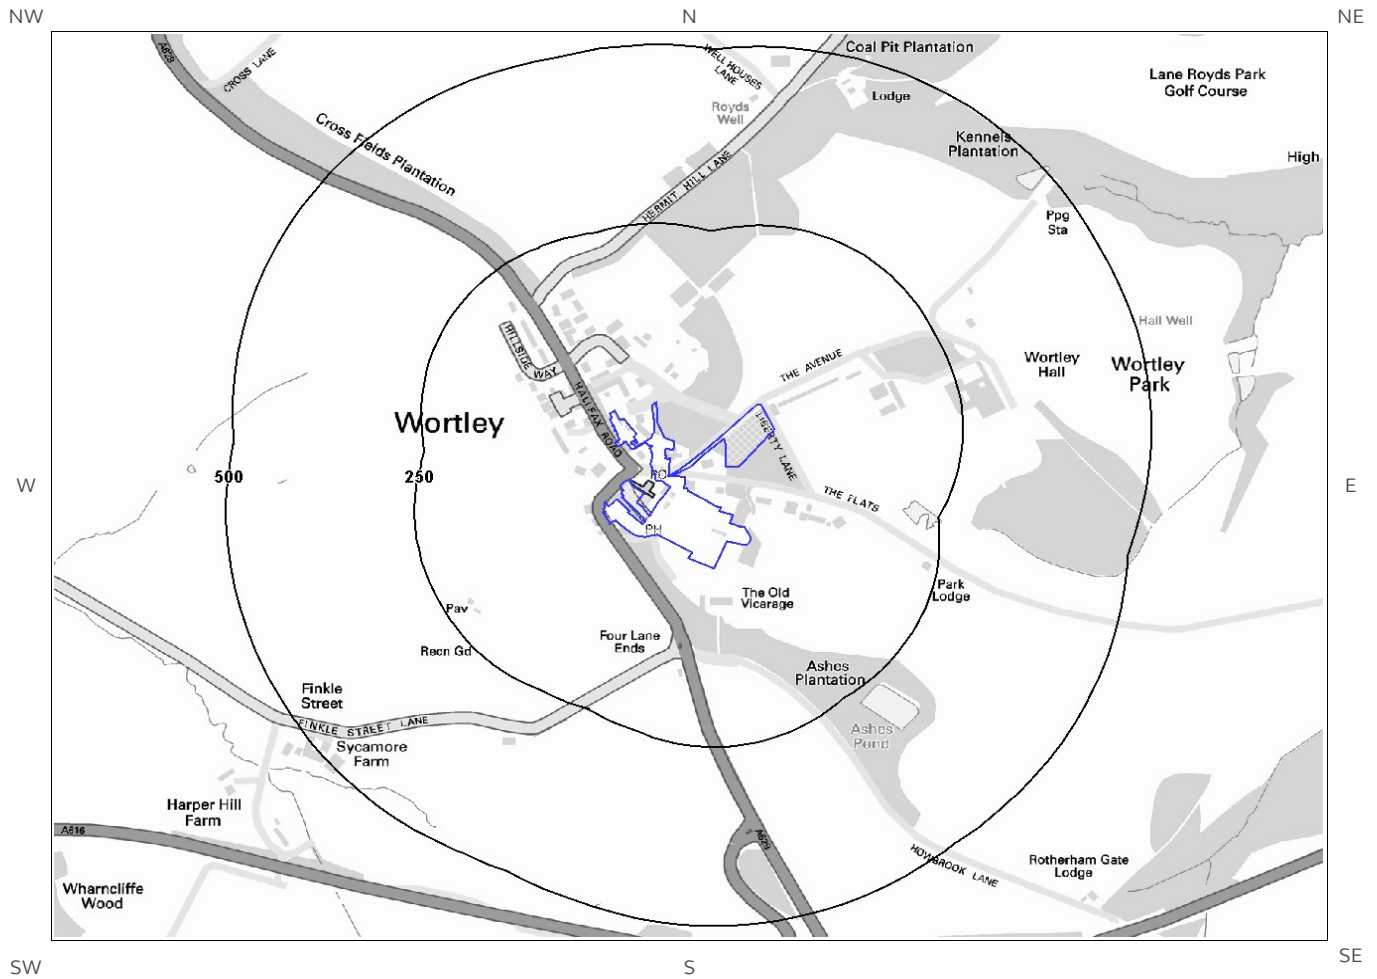 NW
N
NE
A629
CROSS LANE
WELL HOUSES
LANE
Coal Pit Plantation
Lane Royds Park
Golf Course
Lodge
Royds
Well
Cross Fields Plantation
Kennels
Plantation
High
HERMIT HILL LANE
Ppg
Sta
Hall Well
HILLSIDE
WAY
THE AVENUE
Wortley
Hall
Wortley
Park
HALIFAX ROAD
Wortley
LIBERTY LANE
500
250
PO
W
E
THE FLATS
PH
Park
Lodge
The Old
Vicarage
Pav
Four Lane
Ends
Recn Gd
Ashes
Plantation
Finkle
Street
FINKLE STREET LANE
Ashes
Pond
Sycamore
Farm
Harper Hill
Farm
A616
A629
HOWBROOK LANE
Rotherham Gate
Lodge
Wharncliffe
Wood
SW
S
SE